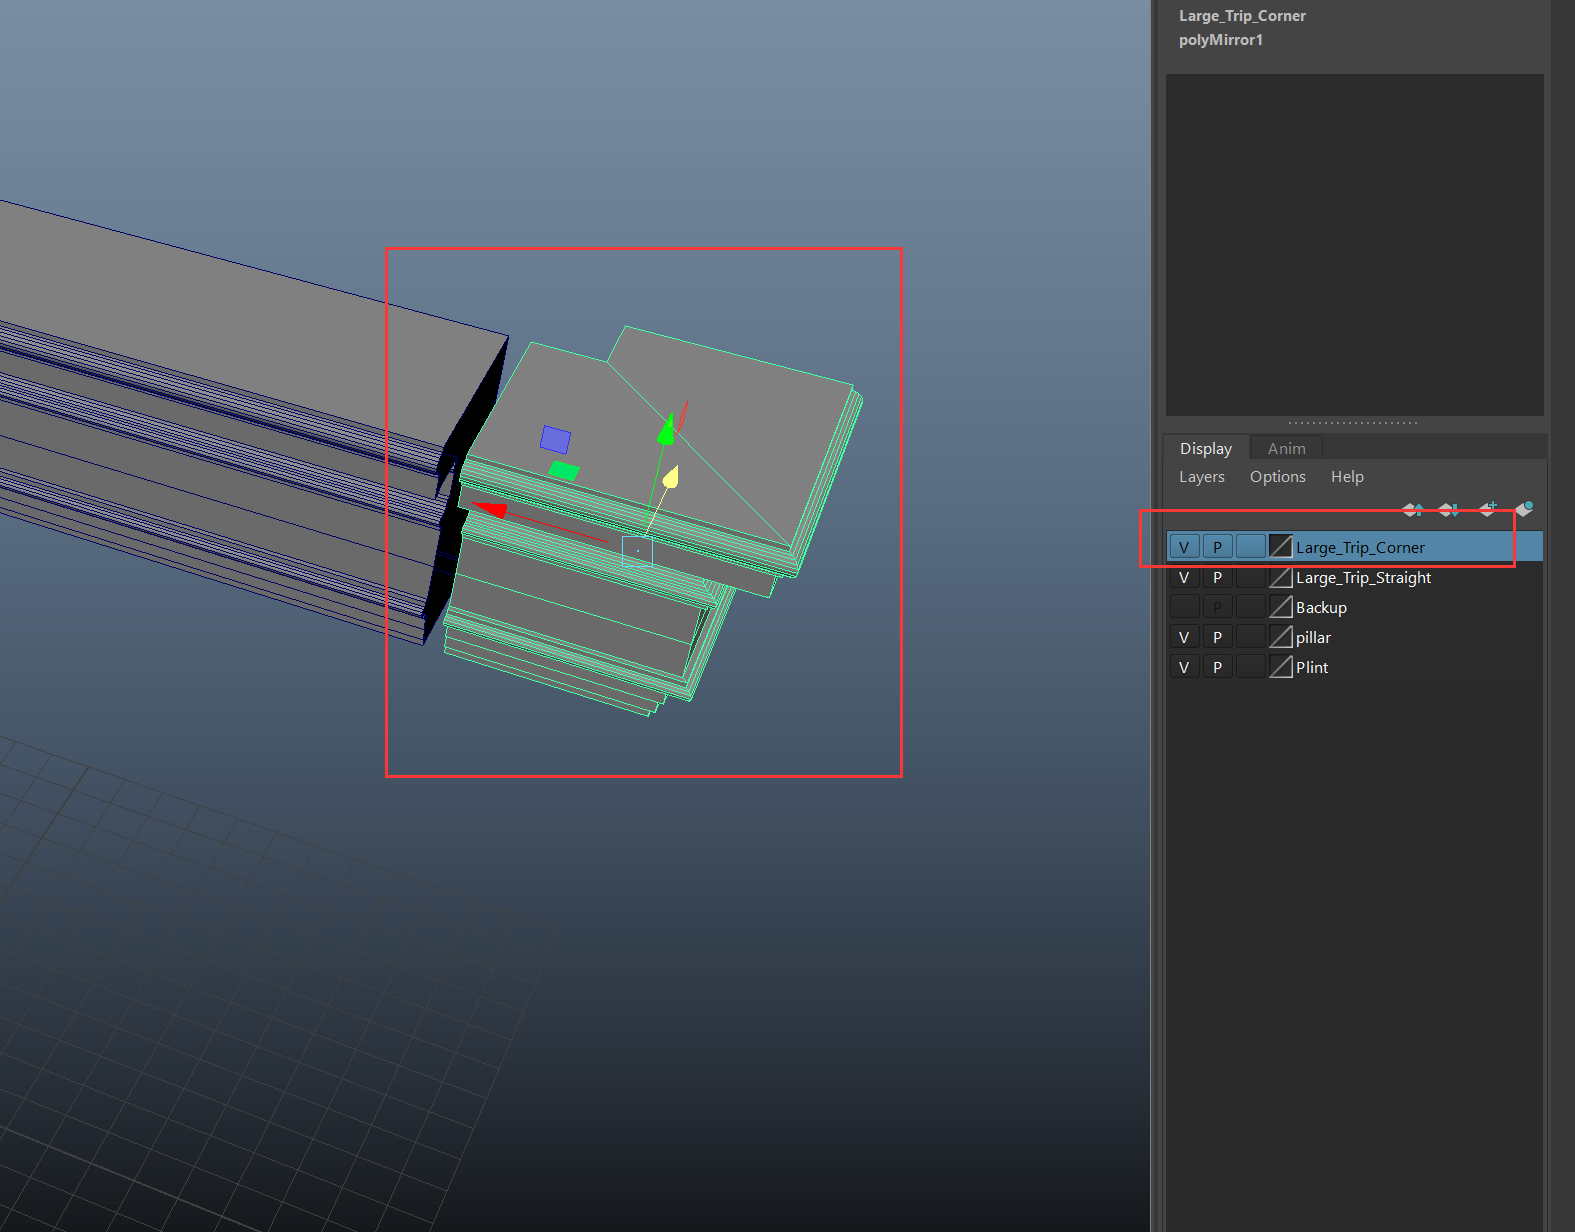 Large_Trip_Corner
polyMirror1
Display Anim
Layers Options Help
V P Large_Trip_Corner
V P Large_Trip_Straight
P Backup
V P pillar
V P Plint